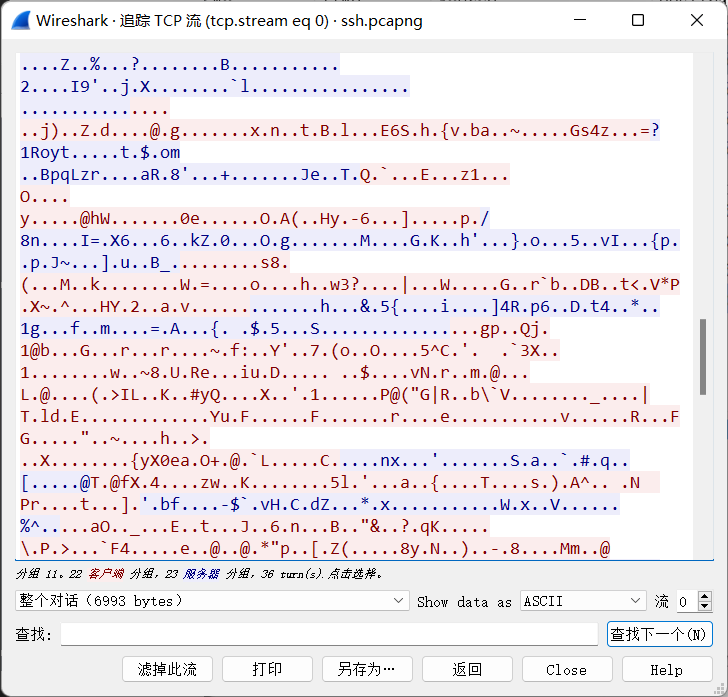 Wireshark · 追踪 TCP 流 (tcp.stream eq 0) · ssh.pcapng
....Z..%...?........B...........
2....I9'..j.X........`l................
...............
..j)..Z.d....@.g.......x.n..t.B.l...E6S.h.{v.ba..~.....Gs4z...=?
1Royt.....t.$.om
..BpqLzr....aR.8'...+.......Je..T.Q.`...E...z1...
O....
y.....@hW.......0e......O.A(..Hy.-6...].....p./
8n....I=.X6...6..kZ.0...O.g.......M....G.K..h'...}.o...5..vI...{p.
.p.J~...].u..B_..........s8.
(...M..k........W.=....o....h..w3?....|...W.....G..r`b..DB..t<.V*P
.X~.^...HY.2..a.v.............h...&.5{....i....]4R.p6..D.t4..*..
1g...f..m....=.A...{. .$.5...S................gp..Qj.
1@b...G...r...r....~.f:..Y'..7.(o..O....5^C.'.  .`3X..
1........w..~8.U.Re...iu.D..... ..$....vN.r..m.@...
L.@....(.>IL..K..#yQ....X..'.1......P@("G|R..b\`V........_....|
T.ld.E.............Yu.F......F.......r....e...........v......R...F
G....."..~....h..>.
..X........{yX0ea.O+.@.`L.....C.....nx...'.......S.a..`.#.q..
[.....@T.@fX.4....zw..K........5l.'...a..{....T....s.).A^.. .N
Pr....t...].'.bf....-$`.vH.C.dZ...*.x...........W.x..V......
%^.....aO.._...E..t...J..6.n...B.."&..?.qK.....
\.P.>...`F4.....e..@..@.*"p..[.Z(.....8y.N..)..-.8....Mm..@
分组 11。22 客户端 分组，23 服务器 分组，36 turn(s).点击选择。
整个对话（6993 bytes） Show data as ASCII 流 0
查找： 查找下一个(N)
滤掉此流 打印 另存为… 返回 Close Help